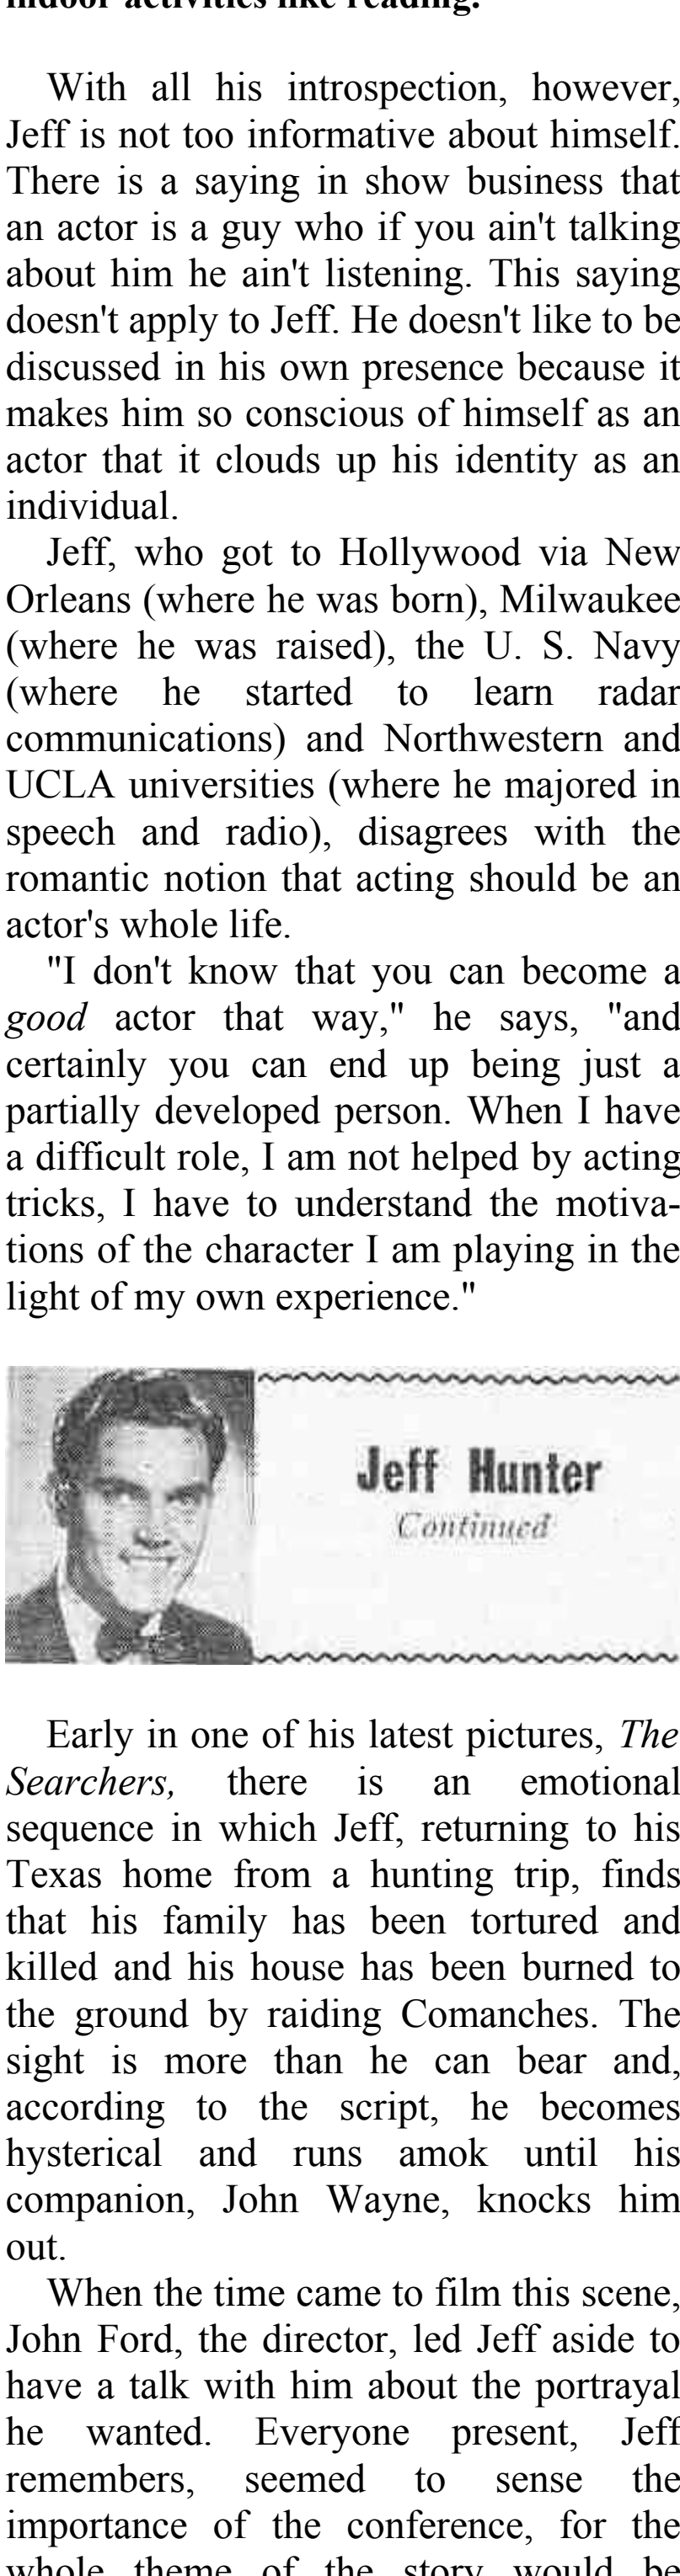 indoor activities like reading.
With all his introspection, however,
Jeff is not too informative about himself.
There is a saying in show business that
an actor is a guy who if you ain't talking
about him he ain't listening. This saying
doesn't apply to Jeff. He doesn't like to be
discussed in his own presence because it
makes him so conscious of himself as an
actor that it clouds up his identity as an
individual.
Jeff, who got to Hollywood via New
Orleans (where he was born), Milwaukee
(where he was raised), the U. S. Navy
(where he started to learn radar
communications) and Northwestern and
UCLA universities (where he majored in
speech and radio), disagrees with the
romantic notion that acting should be an
actor's whole life.
"I don't know that you can become a
good actor that way," he says, "and
certainly you can end up being just a
partially developed person. When I have
a difficult role, I am not helped by acting
tricks, I have to understand the motiva-
tions of the character I am playing in the
light of my own experience."
Jeff Hunter
Continued
Early in one of his latest pictures, The
Searchers, there is an emotional
sequence in which Jeff, returning to his
Texas home from a hunting trip, finds
that his family has been tortured and
killed and his house has been burned to
the ground by raiding Comanches. The
sight is more than he can bear and,
according to the script, he becomes
hysterical and runs amok until his
companion, John Wayne, knocks him
out.
When the time came to film this scene,
John Ford, the director, led Jeff aside to
have a talk with him about the portrayal
he wanted. Everyone present, Jeff
remembers, seemed to sense the
importance of the conference, for the
whole theme of the story would be